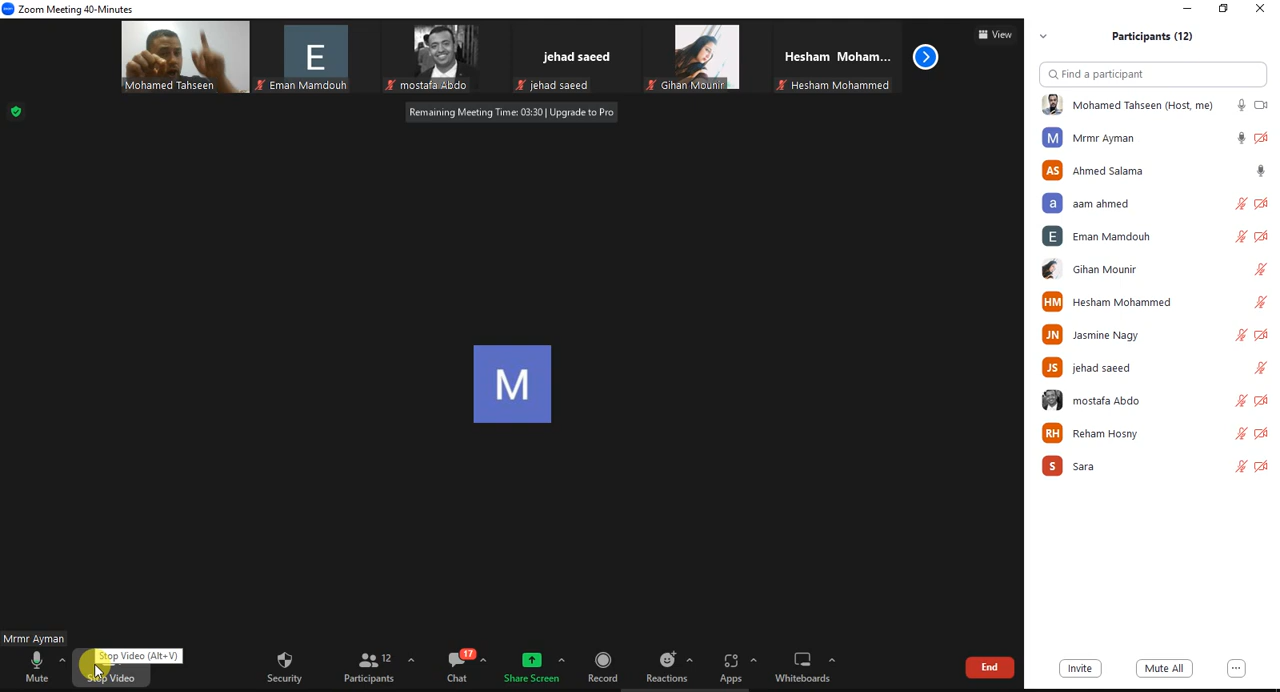 Zoom Meeting 40-Minutes
View
Mohamed Tahseen
E
Eman Mamdouh
mostafa Abdo
jehad saeed
jehad saeed
Gihan Mounir
Hesham Moham...
Hesham Mohammed
Remaining Meeting Time: 03:30 | Upgrade to Pro
M
Mrmr Ayman
Stop Video (Alt+V)
Mute
Stop Video
Security
12
Participants
17
Chat
Share Screen
Record
Reactions
Apps
Whiteboards
End
Participants (12)
Find a participant
Mohamed Tahseen (Host, me)
M Mrmr Ayman
AS Ahmed Salama
a aam ahmed
E Eman Mamdouh
Gihan Mounir
HM Hesham Mohammed
JN Jasmine Nagy
JS jehad saeed
mostafa Abdo
RH Reham Hosny
S Sara
Invite
Mute All
...